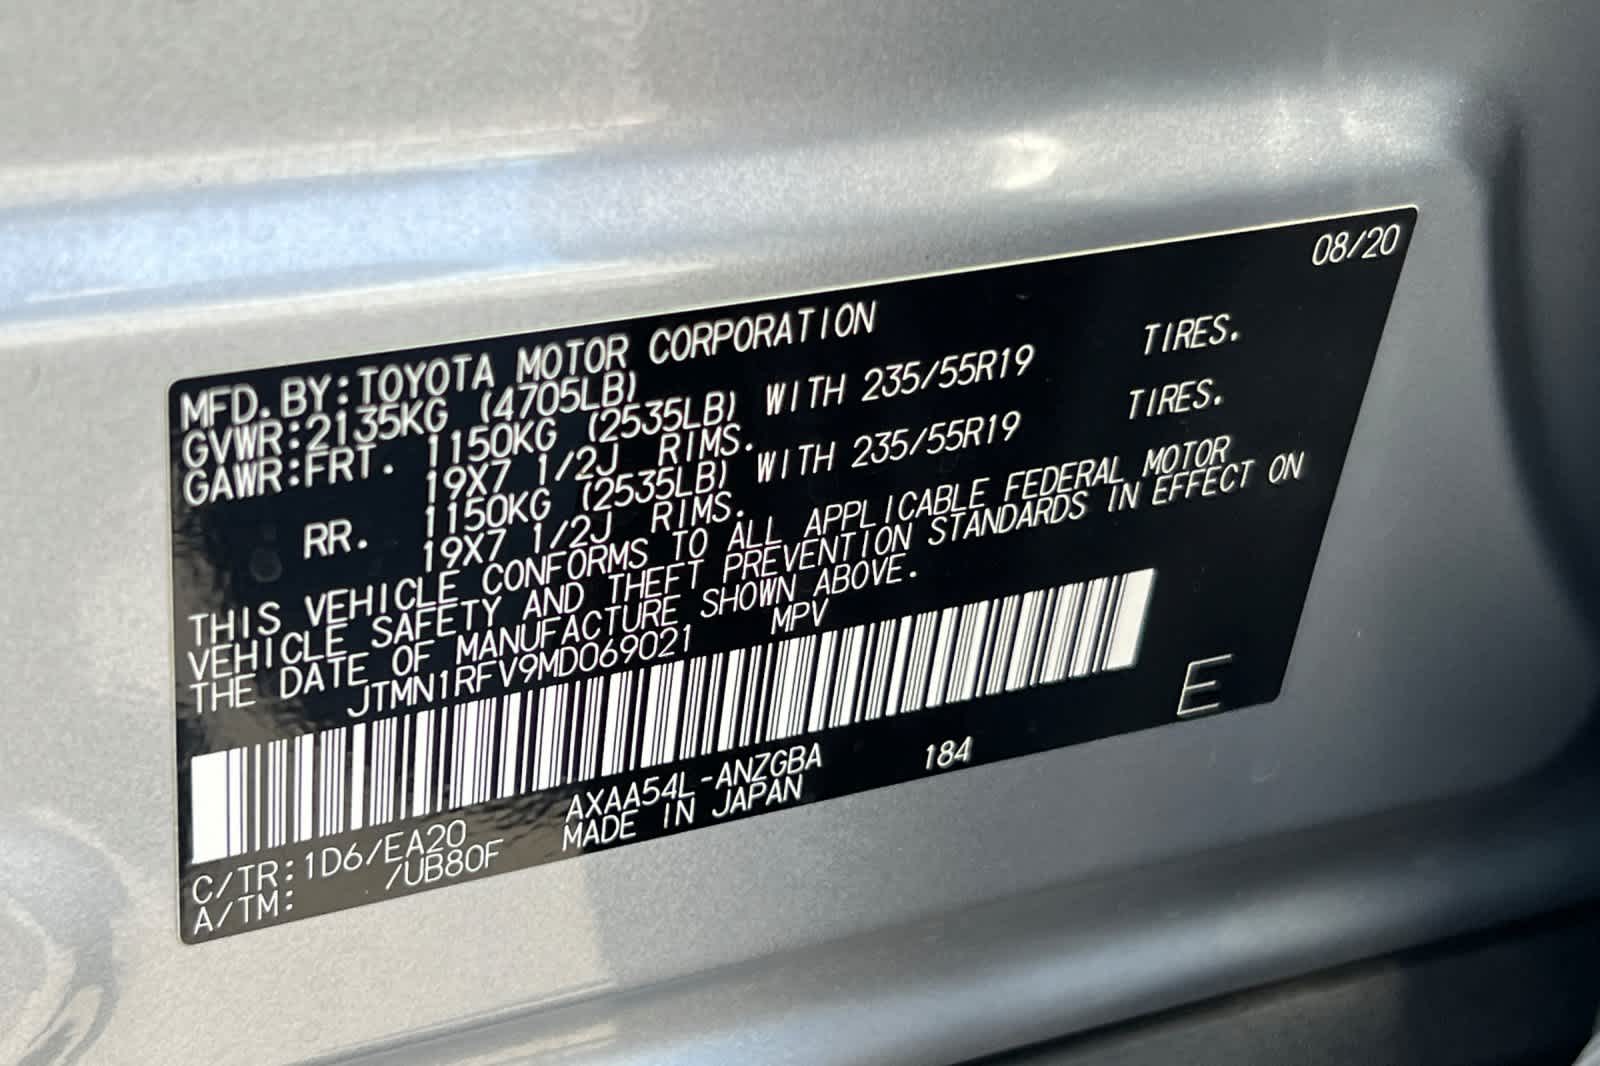 08/20
MFD.BY:TOYOTA MOTOR CORPORATION
GVWR:2135KG (4705LB)
GAWR:FRT. 1150KG (2535LB) WITH 235/55R19 TIRES.
19X7 1/2J RIMS.
RR. 1150KG (2535LB) WITH 235/55R19 TIRES.
19X7 1/2J RIMS.
THIS VEHICLE CONFORMS TO ALL APPLICABLE FEDERAL MOTOR
VEHICLE SAFETY AND THEFT PREVENTION STANDARDS IN EFFECT ON
THE DATE OF MANUFACTURE SHOWN ABOVE.
JTMN1RFV9MD069021 MPV
E
AXAA54L-ANZGBA 184
MADE IN JAPAN
C/TR:1D6/EA20
A/TM: /UB80F